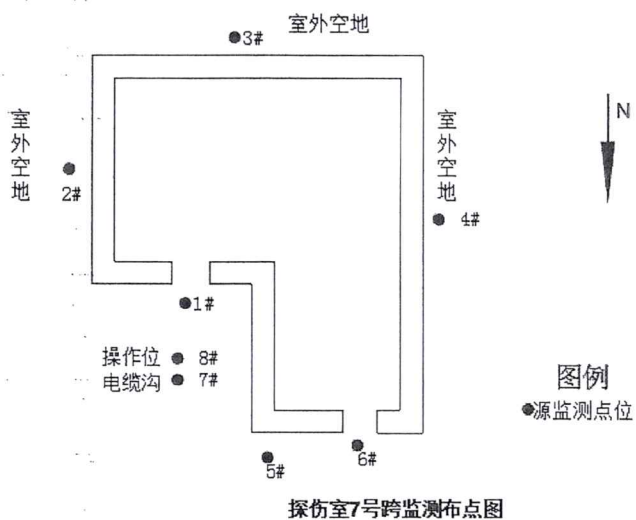 室外空地
3#
N
室外空地
2#
室外空地
4#
1#
操作位 8#
电缆沟 7#
图例
源监测点位
5#
6#
探伤室7号跨监测布点图